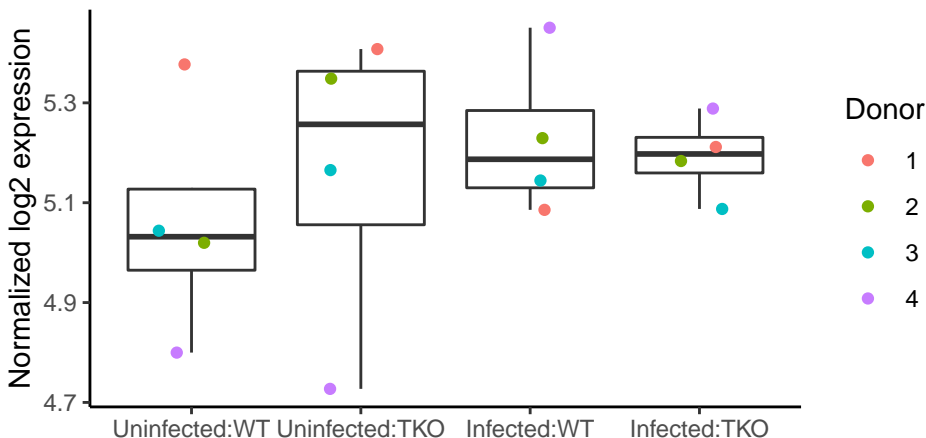 Normalized log2 expression
5.3
5.1
4.9
4.7
Uninfected:WT Uninfected:TKO Infected:WT Infected:TKO
Donor
1
2
3
4